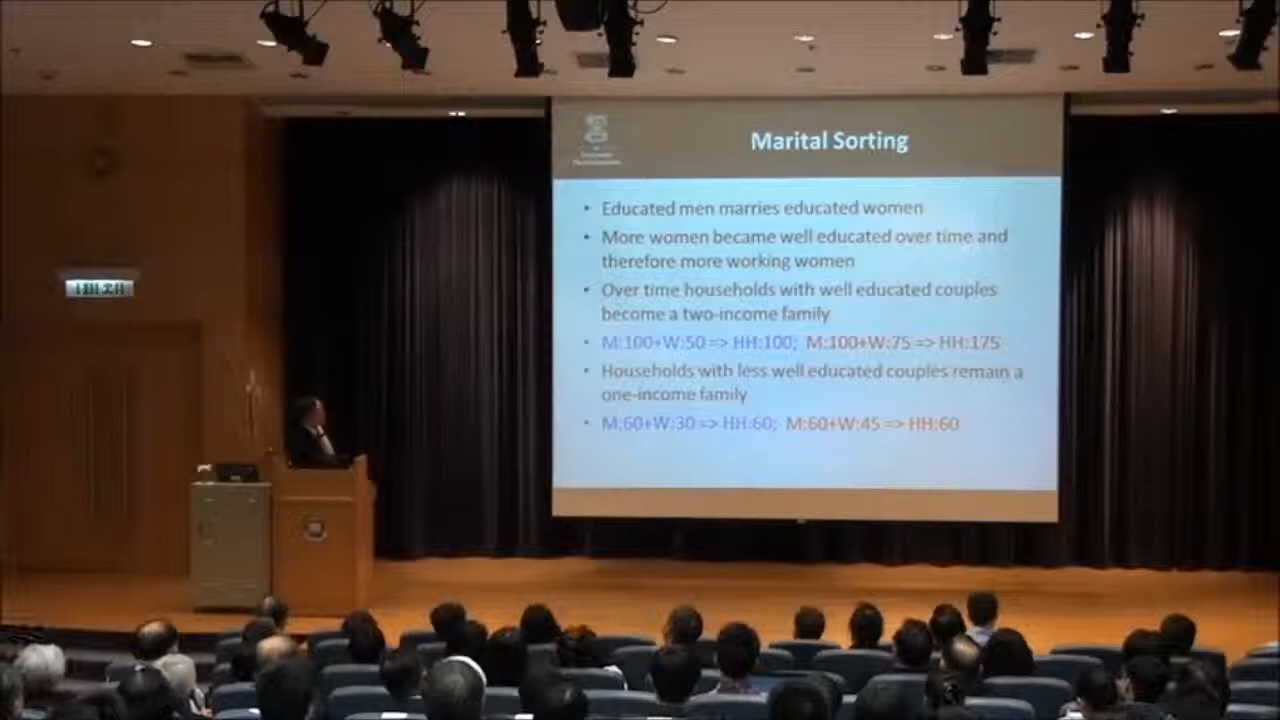 Marital Sorting
• Educated men marries educated women
• More women became well educated over time and
therefore more working women
• Over time households with well educated couples
become a two-income family
• M:100+W:50 => HH:100; M:100+W:75 => HH:175
• Households with less well educated couples remain a
one-income family
• M:60+W:30 => HH:60; M:60+W:45 => HH:60